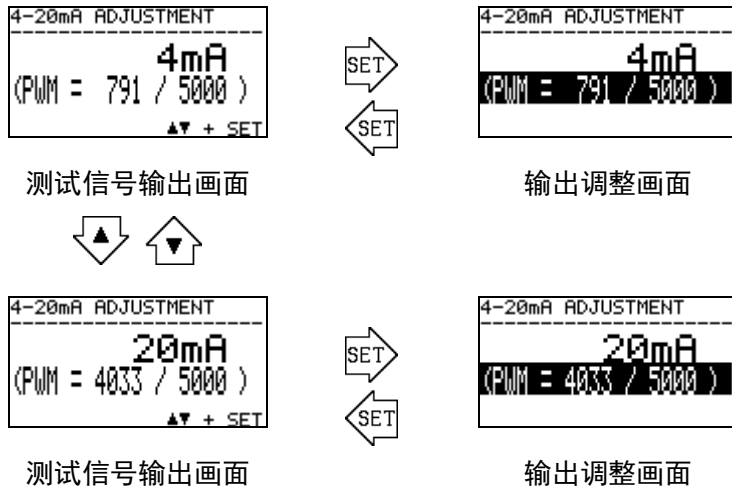 4-20mA ADJUSTMENT
4mA
(PWM = 791 / 5000 )
▲▼ + SET
SET
SET
4-20mA ADJUSTMENT
4mA
(PWM = 791 / 5000 )
测试信号输出画面
输出调整画面
▲ ▼
4-20mA ADJUSTMENT
20mA
(PWM = 4033 / 5000 )
▲▼ + SET
SET
SET
4-20mA ADJUSTMENT
20mA
(PWM = 4033 / 5000 )
测试信号输出画面
输出调整画面